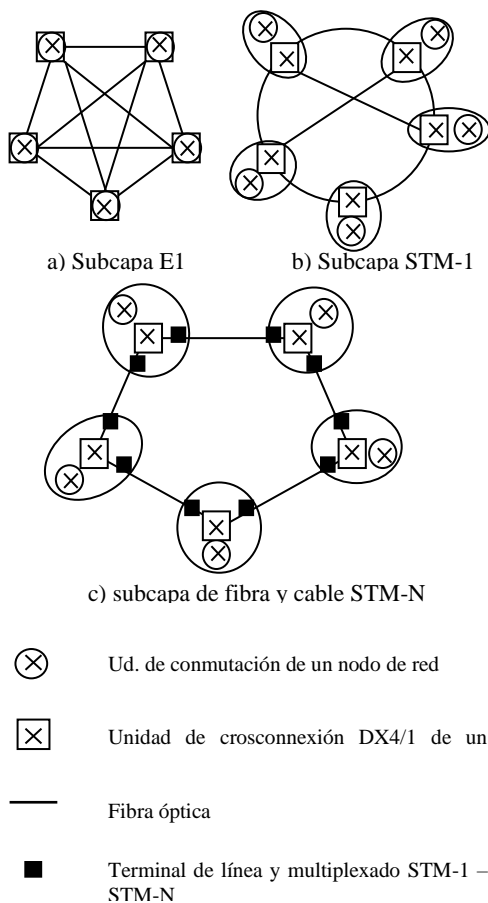 a) Subcapa E1
b) Subcapa STM-1
c) subcapa de fibra y cable STM-N
Ud. de conmutación de un nodo de red
Unidad de crosconnexión DX4/1 de un
Fibra óptica
Terminal de línea y multiplexado STM-1 –
STM-N